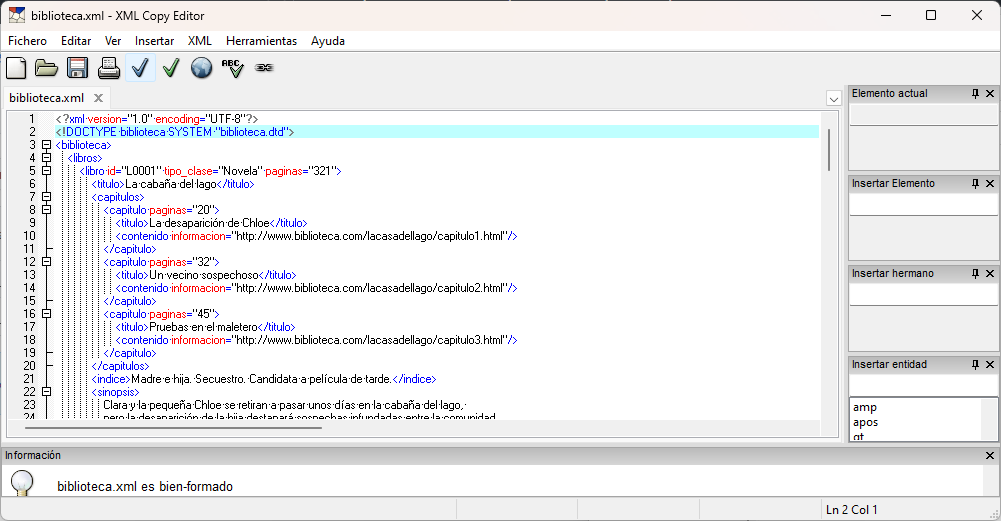 biblioteca.xml - XML Copy Editor
Fichero Editar Ver Insertar XML Herramientas Ayuda
ABC
biblioteca.xml
1 <?xml version="1.0" encoding="UTF-8"?>
2 <!DOCTYPE biblioteca SYSTEM "biblioteca.dtd">
3 <biblioteca>
4 <libros>
5 <libro id="L0001" tipo_clase="Novela" paginas="321">
6 <titulo>La cabaña del lago</titulo>
7 <capitulos>
8 <capitulo paginas="20">
9 <titulo>La desaparición de Chloe</titulo>
10 <contenido informacion="http://www.biblioteca.com/lacasadellago/capitulo1.html"/>
11 </capitulo>
12 <capitulo paginas="32">
13 <titulo>Un vecino sospechoso</titulo>
14 <contenido informacion="http://www.biblioteca.com/lacasadellago/capitulo2.html"/>
15 </capitulo>
16 <capitulo paginas="45">
17 <titulo>Pruebas en el maletero</titulo>
18 <contenido informacion="http://www.biblioteca.com/lacasadellago/capitulo3.html"/>
19 </capitulo>
20 </capitulos>
21 <indice>Madre e hija. Secuestro. Candidata a película de tarde.</indice>
22 <sinopsis>
23 Clara y la pequeña Chloe se retiran a pasar unos días en la cabaña del lago,
24 pero la desaparición de la hija destapará sospechas infundadas entre la comunidad
Elemento actual
Insertar Elemento
Insertar hermano
Insertar entidad
amp
apos
gt
Información
biblioteca.xml es bien-formado
Ln 2 Col 1